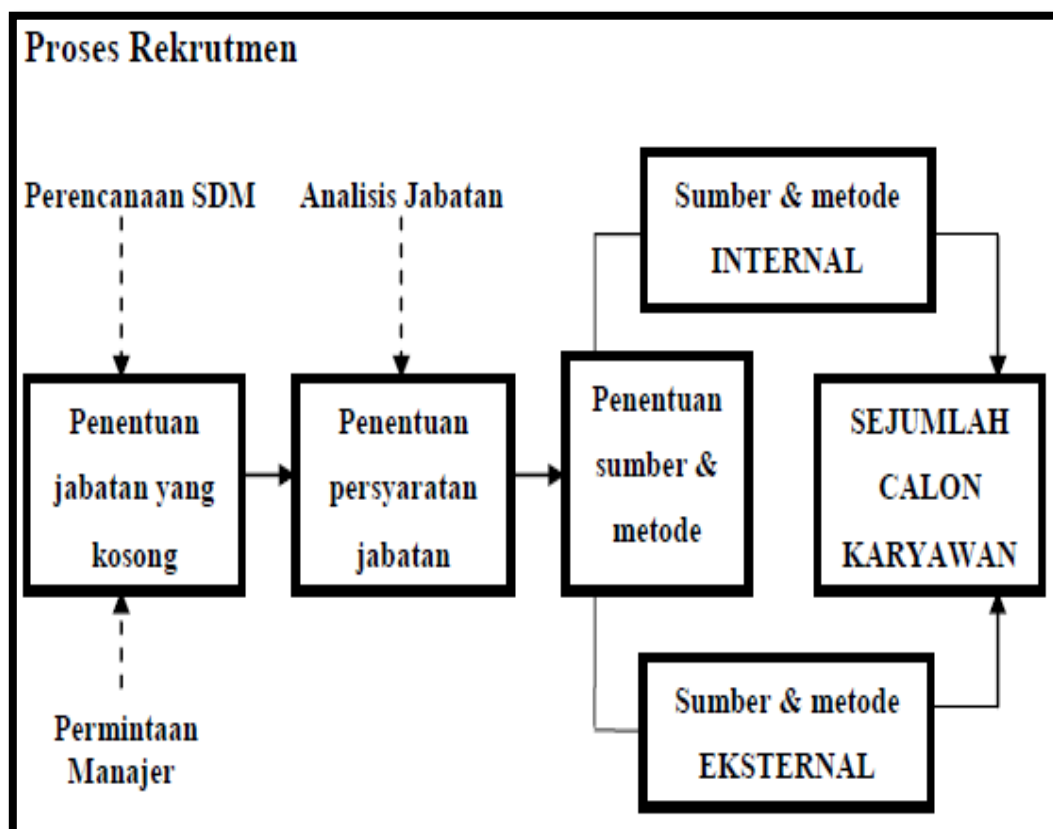 Proses Rekrutmen
Perencanaan SDM
Analisis Jabatan
Sumber & metode
INTERNAL
Penentuan
jabatan yang
kosong
Penentuan
persyaratan
jabatan
Penentuan
sumber &
metode
SEJUMLAH
CALON
KARYAWAN
Permintaan
Manajer
Sumber & metode
EKSTERNAL